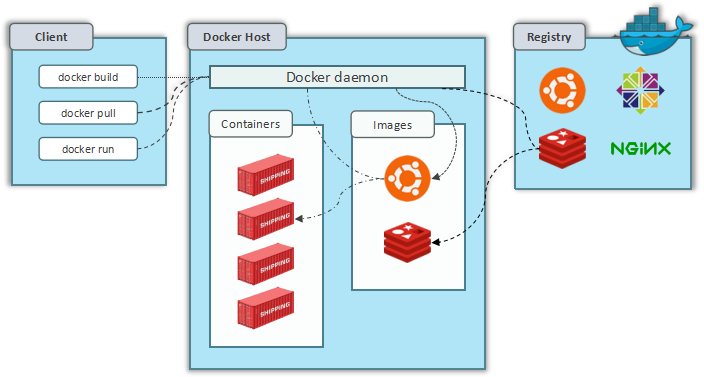 Client
docker build
docker pull
docker run
Docker Host
Docker daemon
Containers
SHIPPING
SHIPPING
SHIPPING
SHIPPING
Images
Registry
NGiNX